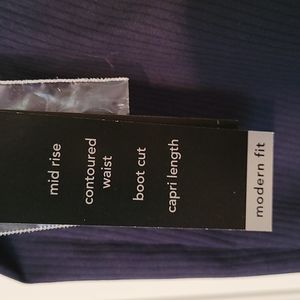 mid rise
contoured
waist
boot cut
capri length
modern fit